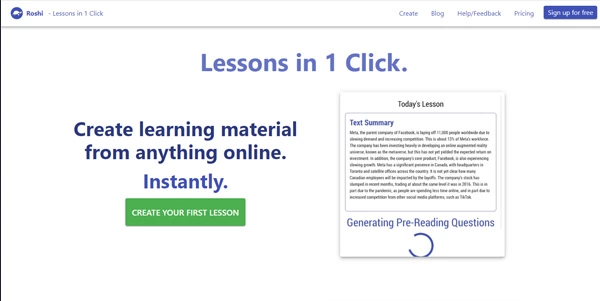 Roshi - Lessons in 1 Click
Create Blog Help/Feedback Pricing Sign up for free
Lessons in 1 Click.
Create learning material
from anything online.
Instantly.
CREATE YOUR FIRST LESSON
Today's Lesson
Text Summary
Meta, the parent company of Facebook, is laying off 11,000 people worldwide due to
slowing demand and increasing competition. This is about 13% of Meta's workforce.
The company has been investing heavily in developing an online augmented reality
universe, known as the metaverse, but this has not yet yielded the expected return on
investment. In addition, the company's core product, Facebook, is also experiencing
slowing growth. Meta has a significant presence in Canada, with headquarters in
Toronto and satellite offices across the country. It is not yet clear how many
Canadian employees will be impacted by the layoffs. The company's stock has
slumped in recent months, trading at about the same level it was in 2016. This is in
part due to the pandemic, as people are spending less time online, and in part due to
increased competition from other social media platforms, such as TikTok.
Generating Pre-Reading Questions